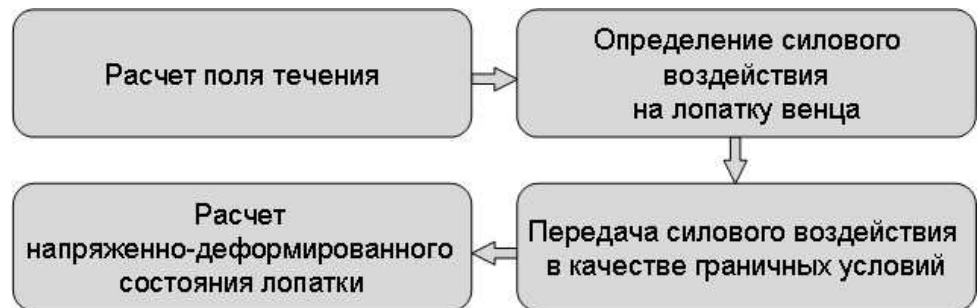 Расчет поля течения
Определение силового
воздействия
на лопатку венца
Передача силового воздействия
в качестве граничных условий
Расчет
напряженно-деформированного
состояния лопатки